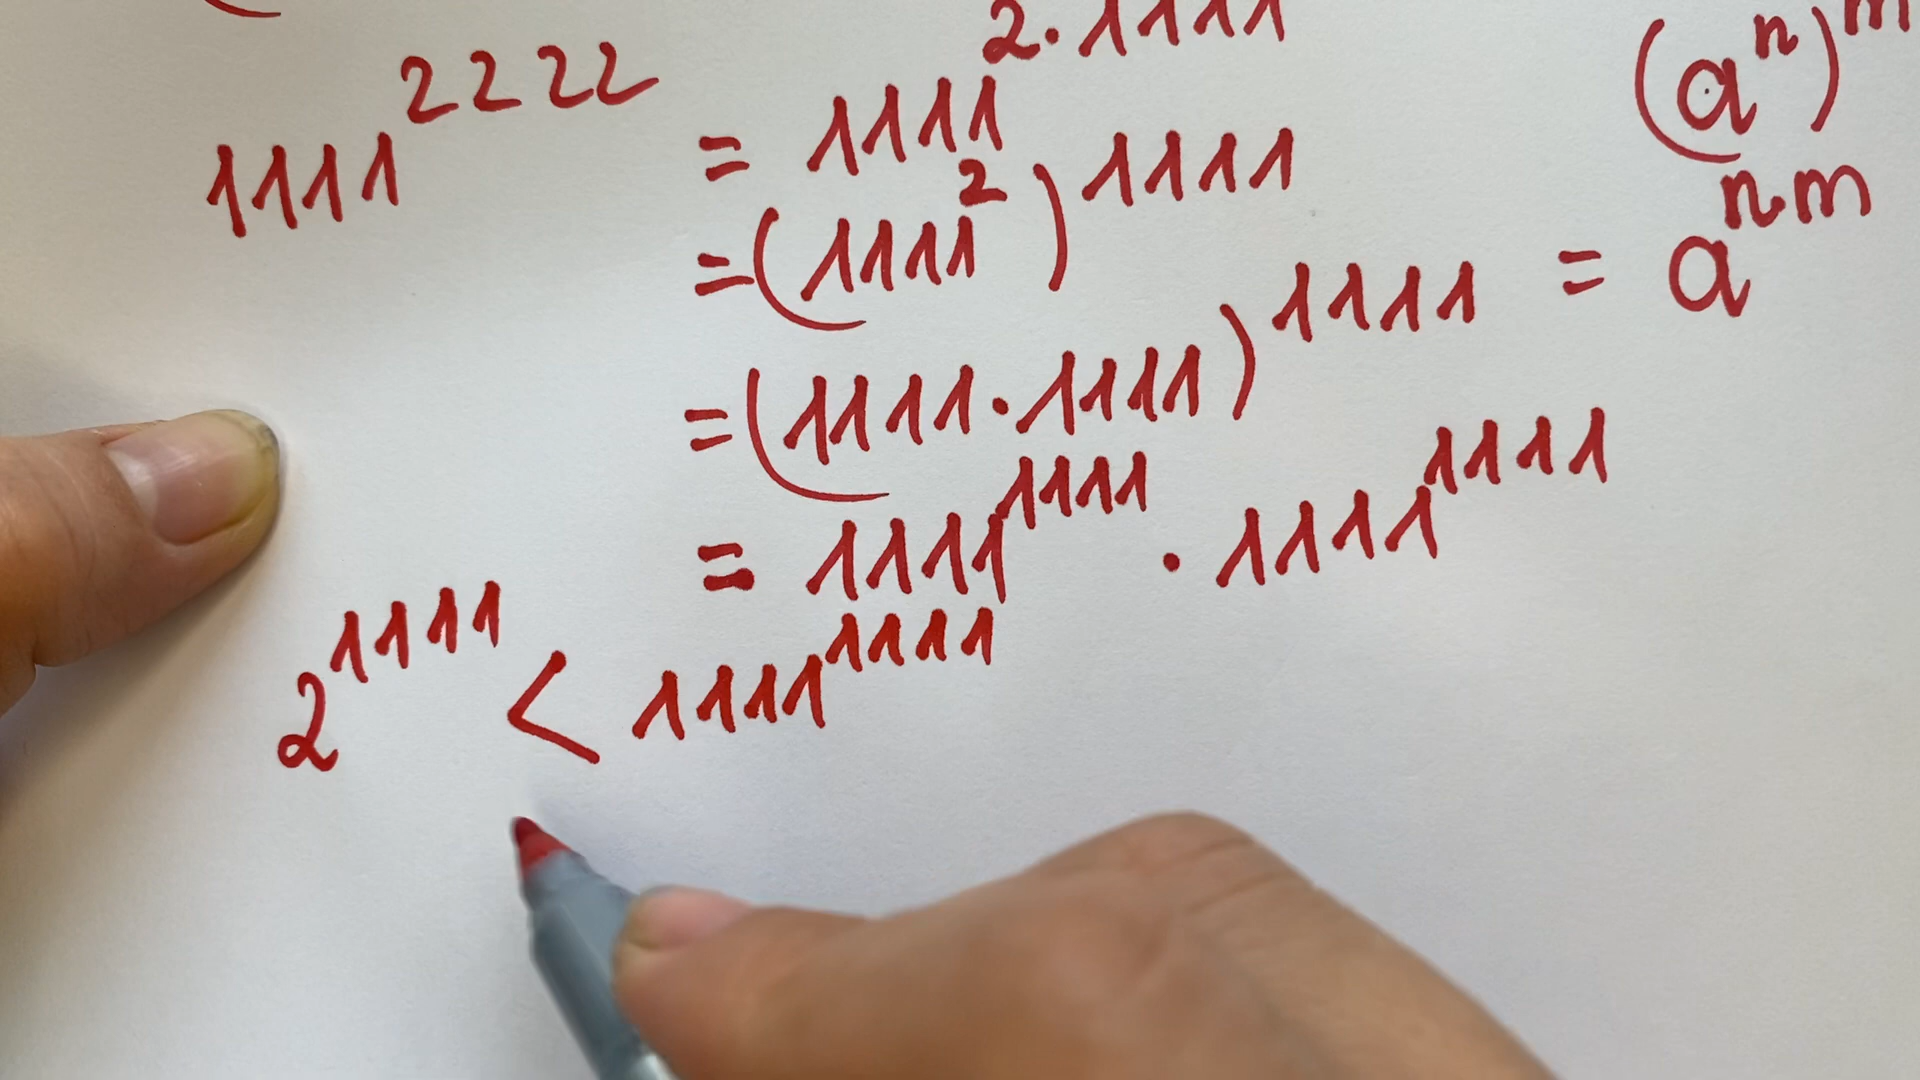 1111^2222 = 1111^2·1111
= (1111^2)^1111
= (1111·1111)^1111
= 1111^1111 · 1111^1111
2^1111 < 1111^1111
(a^n)^m
= a^nm